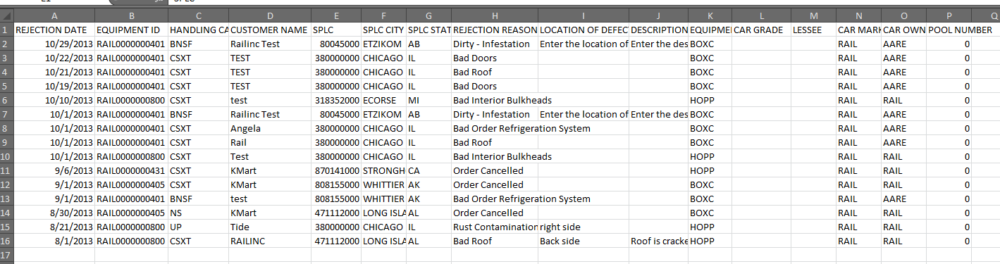 A B C D E F G H I J K L M N O P Q
1 REJECTION DATE EQUIPMENT ID HANDLING CA CUSTOMER NAME SPLC SPLC CITY SPLC STAT REJECTION REASON LOCATION OF DEFEC DESCRIPTION EQUIPME CAR GRADE LESSEE CAR MARK CAR OWN POOL NUMBER
2 10/29/2013 RAIL0000000401 BNSF Railinc Test 80045000 ETZIKOM AB Dirty - Infestation Enter the location of Enter the des BOXC RAIL AARE 0
3 10/22/2013 RAIL0000000401 CSXT TEST 380000000 CHICAGO IL Bad Doors BOXC RAIL AARE 0
4 10/21/2013 RAIL0000000401 CSXT TEST 380000000 CHICAGO IL Bad Roof BOXC RAIL AARE 0
5 10/19/2013 RAIL0000000401 CSXT TEST 380000000 CHICAGO IL Bad Doors BOXC RAIL AARE 0
6 10/10/2013 RAIL0000000800 CSXT test 318352000 ECORSE MI Bad Interior Bulkheads HOPP RAIL RAIL 0
7 10/1/2013 RAIL0000000401 BNSF Railinc Test 80045000 ETZIKOM AB Dirty - Infestation Enter the location of Enter the des BOXC RAIL AARE 0
8 10/1/2013 RAIL0000000401 CSXT Angela 380000000 CHICAGO IL Bad Order Refrigeration System BOXC RAIL AARE 0
9 10/1/2013 RAIL0000000401 CSXT Rail 380000000 CHICAGO IL Bad Roof BOXC RAIL AARE 0
10 10/1/2013 RAIL0000000800 CSXT Test 380000000 CHICAGO IL Bad Interior Bulkheads HOPP RAIL RAIL 0
11 9/6/2013 RAIL0000000431 CSXT KMart 870141000 STRONGH CA Order Cancelled HOPP RAIL RAIL 0
12 9/1/2013 RAIL0000000405 CSXT KMart 808155000 WHITTIER AK Order Cancelled BOXC RAIL RAIL 0
13 9/1/2013 RAIL0000000401 BNSF test 808155000 WHITTIER AK Bad Order Refrigeration System BOXC RAIL AARE 0
14 8/30/2013 RAIL0000000405 NS KMart 471112000 LONG ISLA AL Order Cancelled BOXC RAIL RAIL 0
15 8/21/2013 RAIL0000000800 UP Tide 380000000 CHICAGO IL Rust Contamination right side HOPP RAIL RAIL 0
16 8/1/2013 RAIL0000000800 CSXT RAILINC 471112000 LONG ISLA AL Bad Roof Back side Roof is cracke HOPP RAIL RAIL 0
17